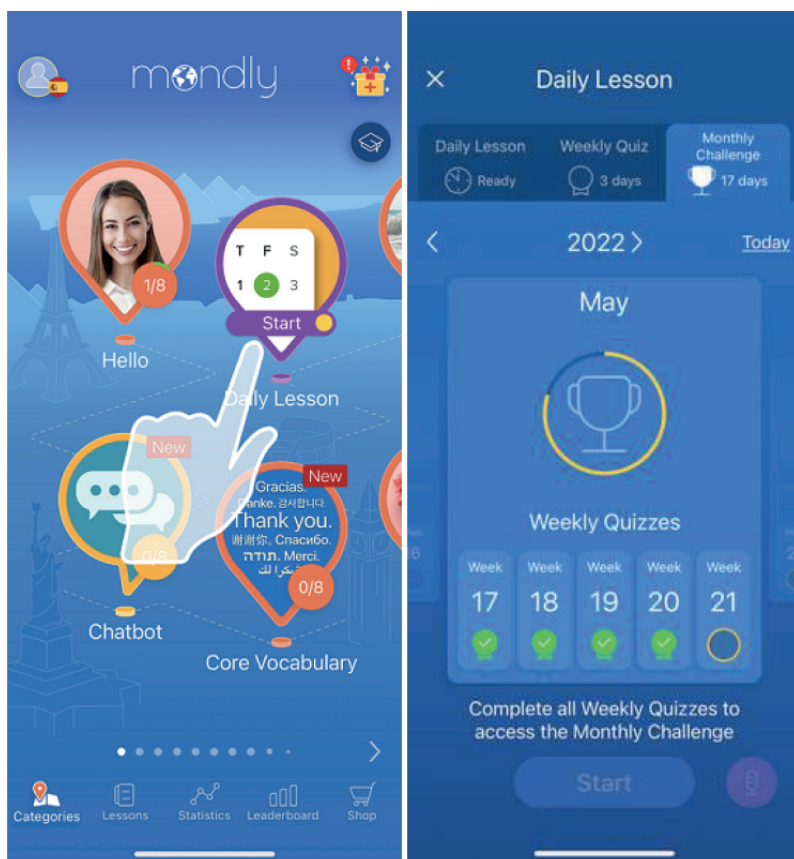 mondly
!
1/8
Hello
T F S
1 2 3
Start
Daily Lesson
New
0/8
Chatbot
New
Gracias.
Danke. 감사합니다.
Thank you.
谢谢你。Спасибо.
תודה. Merci.
شكرا لك
0/8
Core Vocabulary
Categories Lessons Statistics Leaderboard Shop
Daily Lesson
Daily Lesson
Ready
Weekly Quiz
3 days
Monthly
Challenge
17 days
2022
Today
May
Weekly Quizzes
Week Week Week Week Week
17 18 19 20 21
Complete all Weekly Quizzes to
access the Monthly Challenge
Start